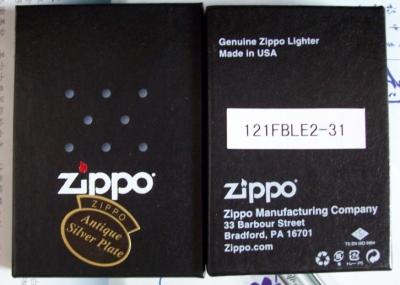 zippo
ZIPPO
Antique
Silver Plate
Genuine Zippo Lighter
Made in USA
121FBLE2-31
zippo
Zippo Manufacturing Company
33 Barbour Street
Bradford, PA 16701
Zippo.com